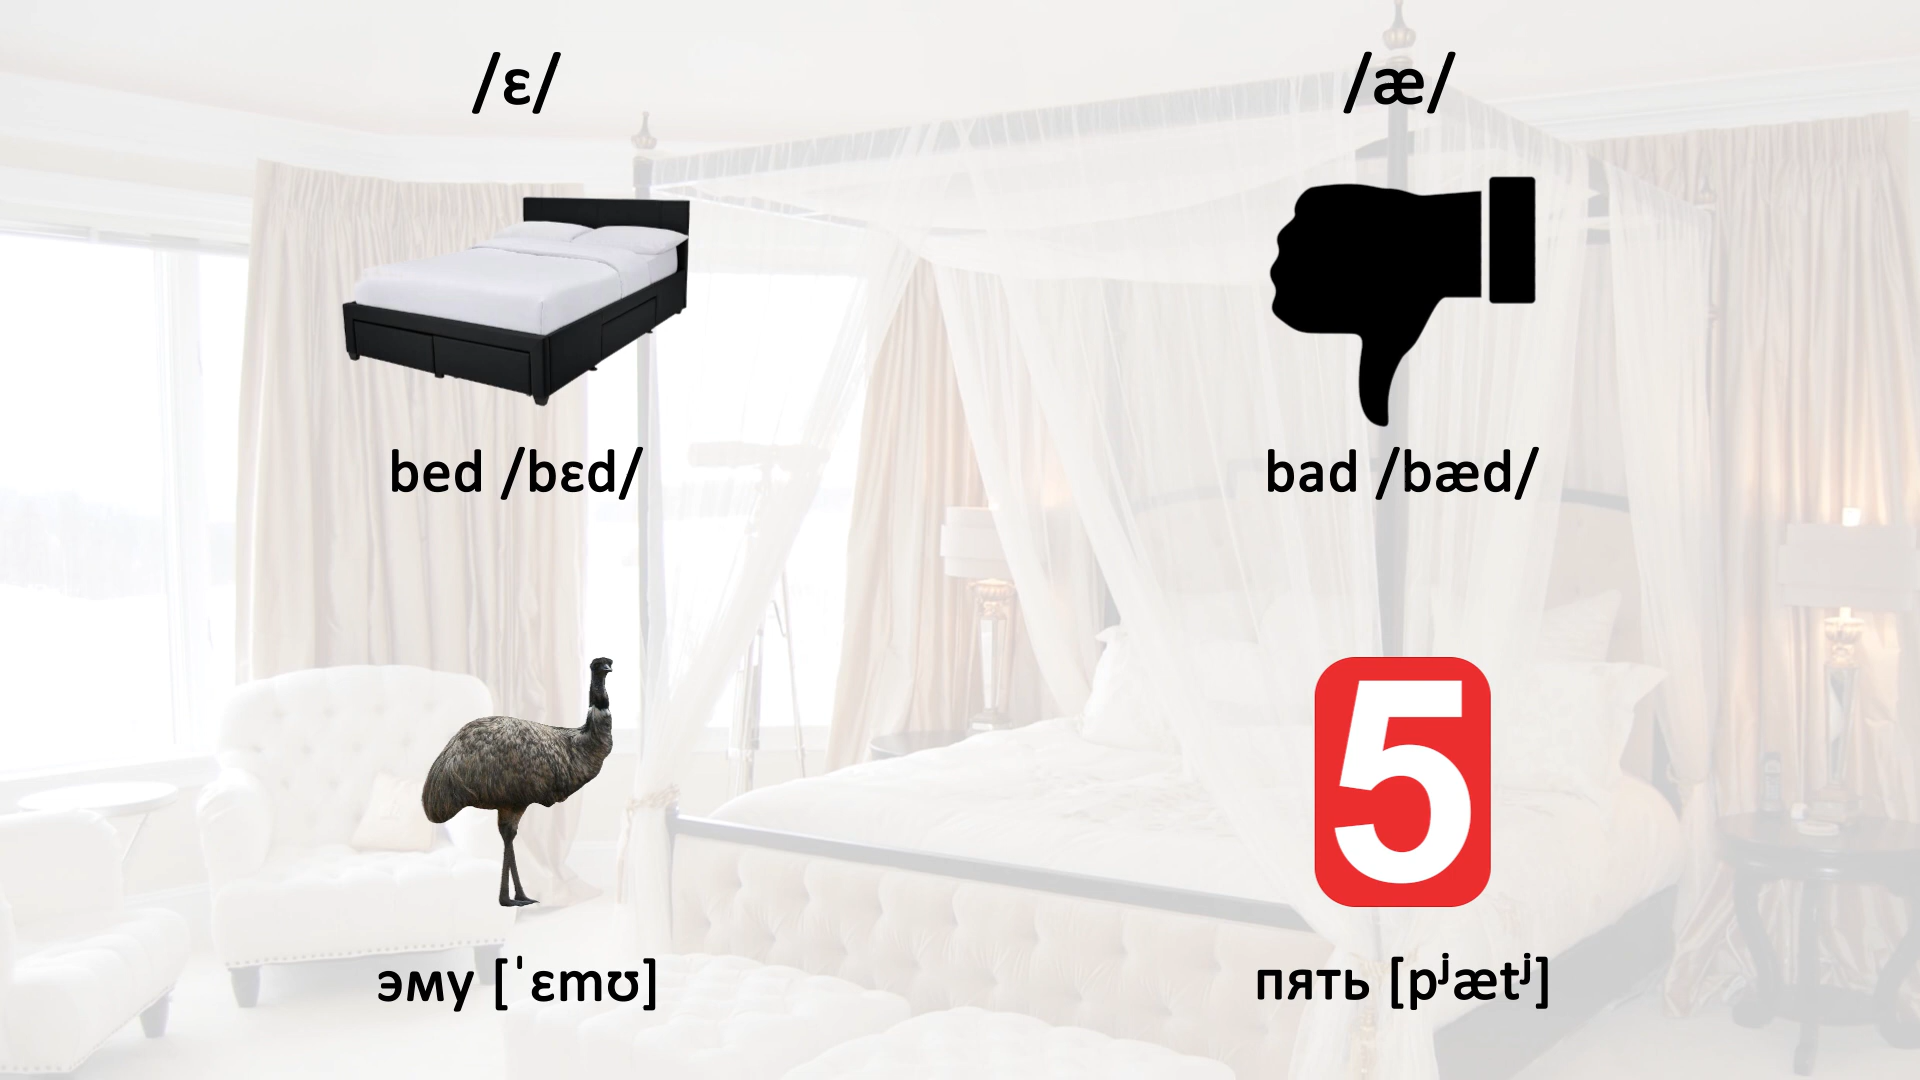 /ɛ/
/æ/
bed /bɛd/
bad /bæd/
5
эму [ˈɛmʊ]
пять [pʲætʲ]